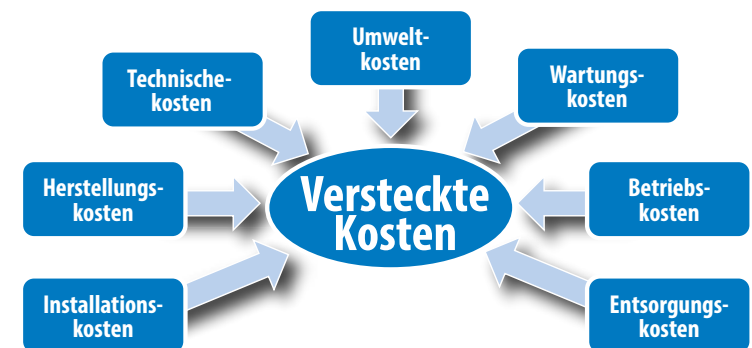 Umwelt-
kosten
Technische-
kosten
Wartungs-
kosten
Herstellungs-
kosten
Versteckte
Kosten
Betriebs-
kosten
Installations-
kosten
Entsorgungs-
kosten